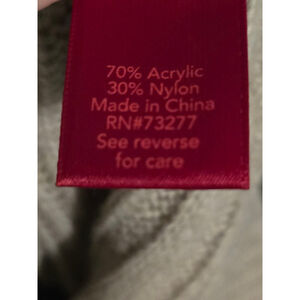 70% Acrylic
30% Nylon
Made in China
RN#73277
See reverse
for care